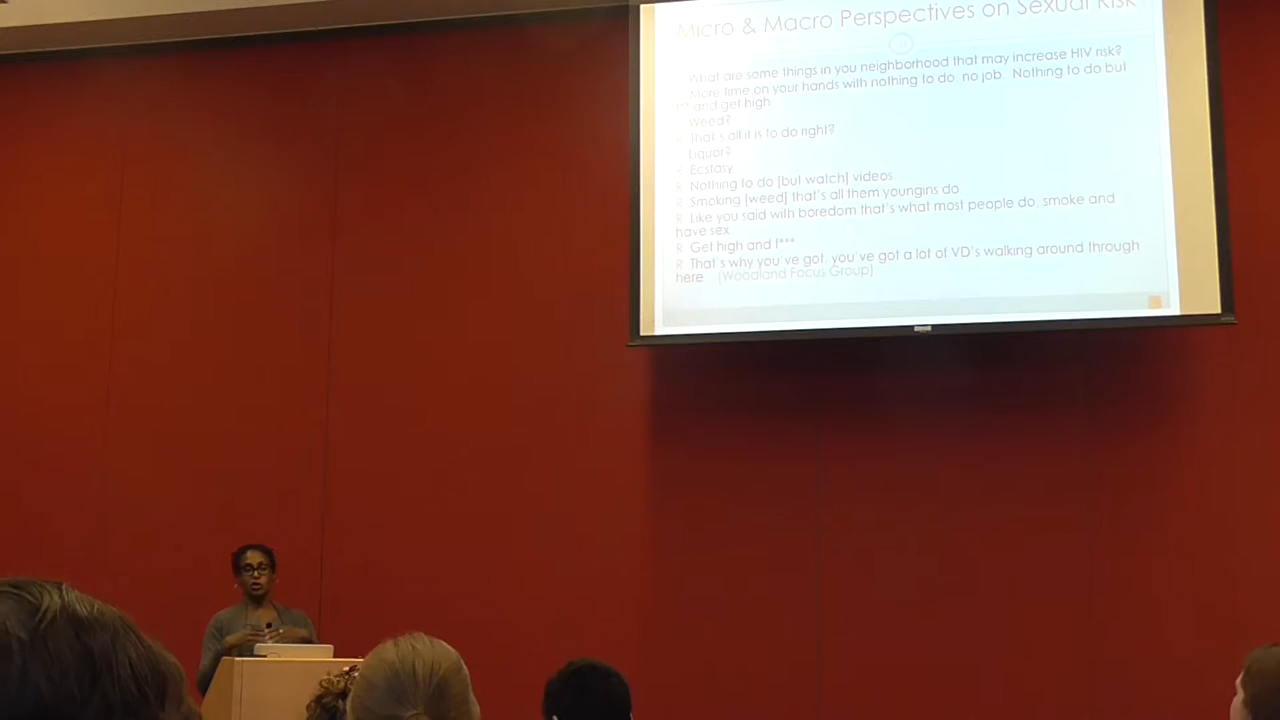 Micro & Macro Perspectives on Sexual Risk
What are some things in you neighborhood that may increase HIV risk?
More time on your hands with nothing to do, no job. Nothing to do but
f** and get high
Weed?
R That's all it is to do right?
Liquor?
R Ecstasy
R Nothing to do [but watch] videos
R Smoking [weed] that's all them youngins do
R Like you said with boredom that's what most people do, smoke and
have sex
R Get high and f***
R That's why you've got, you've got a lot of VD's walking around through
here [Woodland Focus Group]